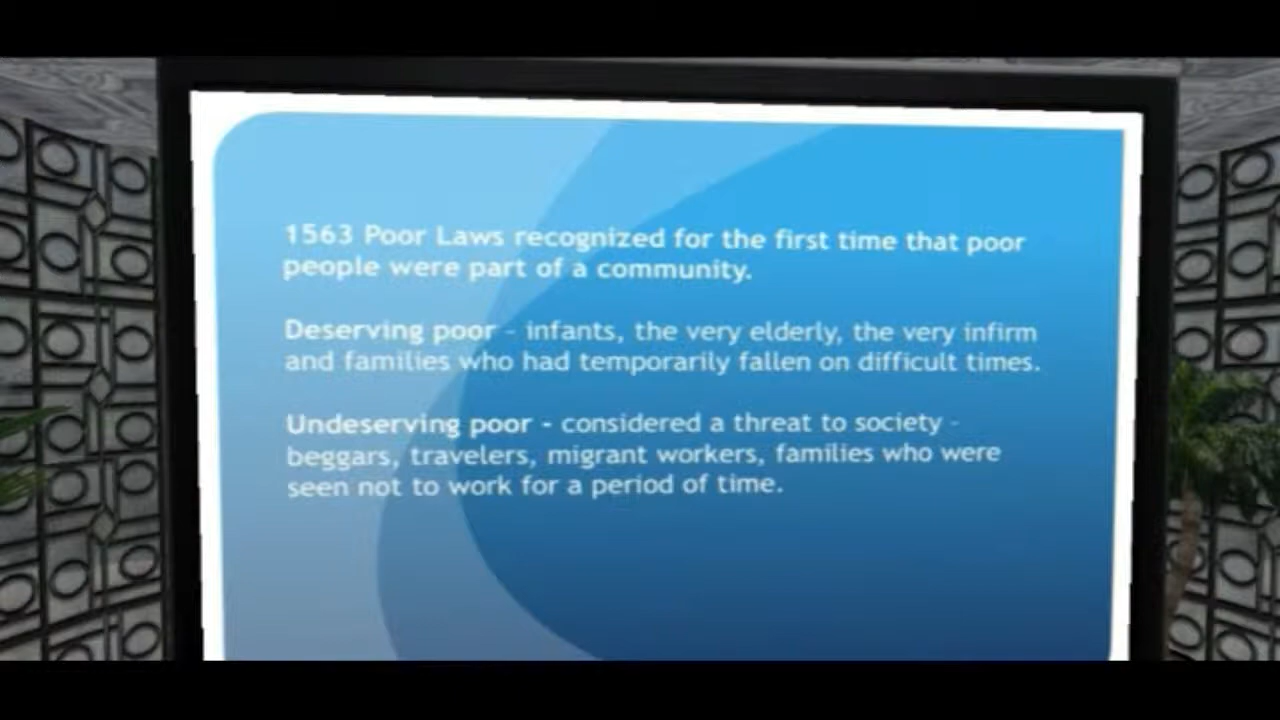 1563 Poor Laws recognized for the first time that poor
people were part of a community.
Deserving poor - infants, the very elderly, the very infirm
and families who had temporarily fallen on difficult times.
Undeserving poor - considered a threat to society -
beggars, travelers, migrant workers, families who were
seen not to work for a period of time.